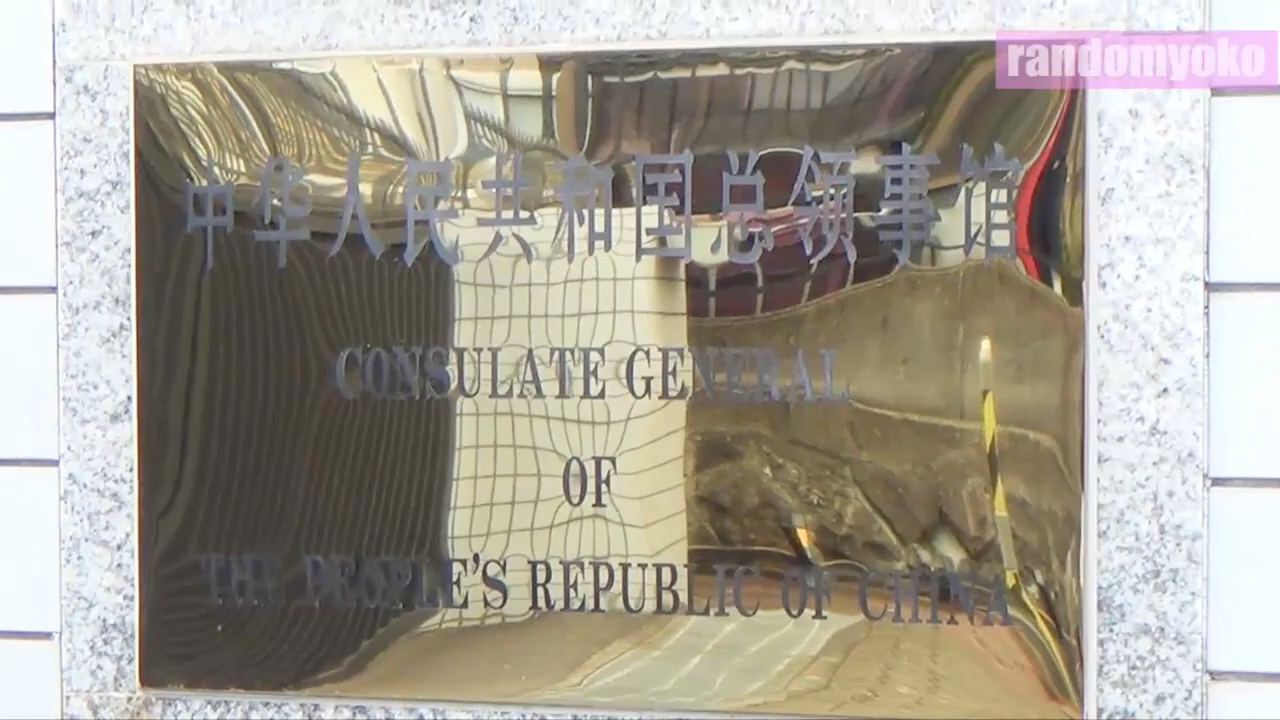 randomyoko
中华人民共和国总领事馆
CONSULATE GENERAL
OF
THE PEOPLE'S REPUBLIC OF CHINA